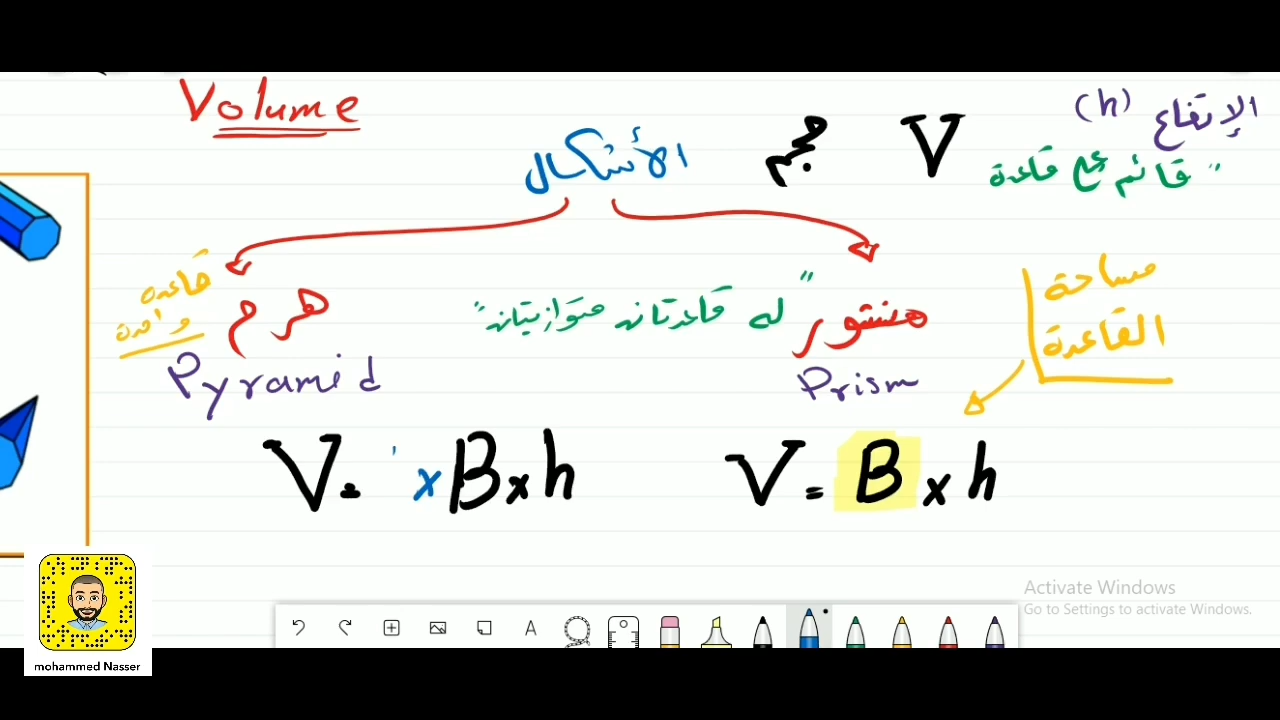 Volume
الإرتفاع (h)
V حجم
"قائم على قاعدة
الأشكال
مساحة
القاعدة
قاعدة
واحدة
هرم
منشور
"له قاعدتان متوازيتان"
Pyramid
Prism
V = x B x h
V = B x h
Activate Windows
Go to Settings to activate Windows.
A
mohammed Nasser